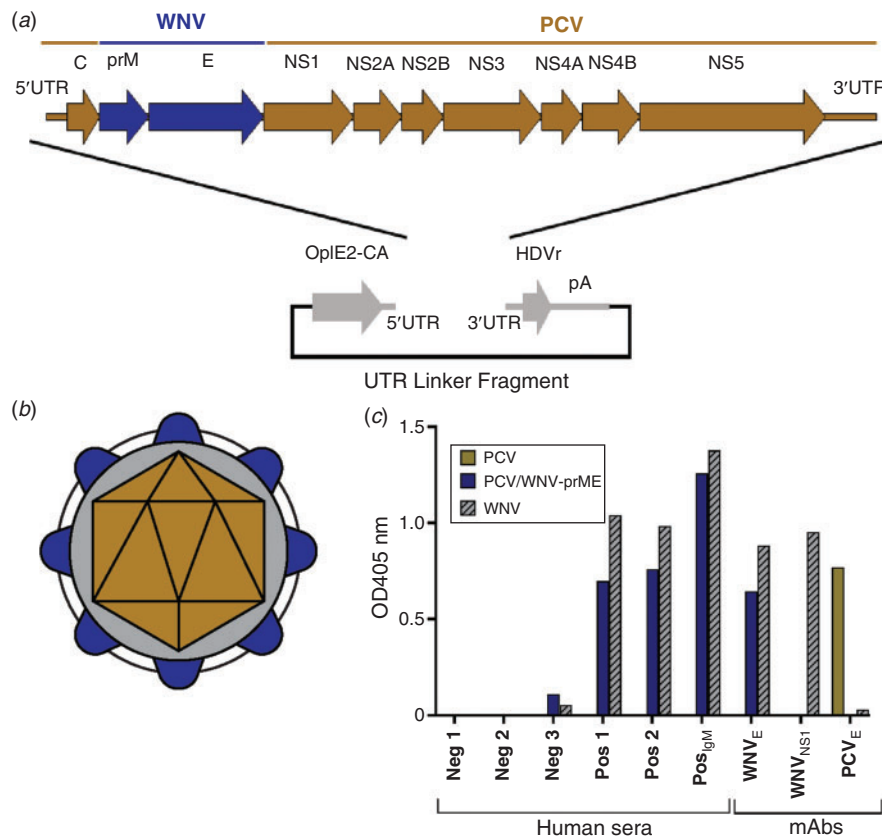 (a)
WNV
PCV
C prM E NS1 NS2A NS2B NS3 NS4A NS4B NS5
5′UTR 3′UTR
OpIE2-CA HDVr
pA
5′UTR 3′UTR
UTR Linker Fragment
(b)
(c)
1.5
1.0
0.5
0
OD405 nm
PCV
PCV/WNV-prME
WNV
Neg 1 Neg 2 Neg 3 Pos 1 Pos 2 PosIgM WNVE WNVNS1 PCVE
Human sera mAbs